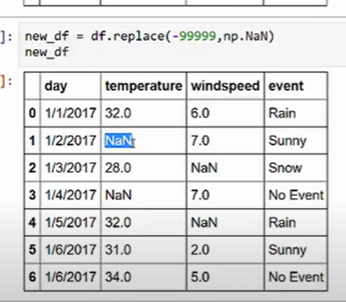 ]: new_df = df.replace(-99999,np.NaN)
new_df
]:
day temperature windspeed event
0 1/1/2017 32.0 6.0 Rain
1 1/2/2017 NaN 7.0 Sunny
2 1/3/2017 28.0 NaN Snow
3 1/4/2017 NaN 7.0 No Event
4 1/5/2017 32.0 NaN Rain
5 1/6/2017 31.0 2.0 Sunny
6 1/6/2017 34.0 5.0 No Event